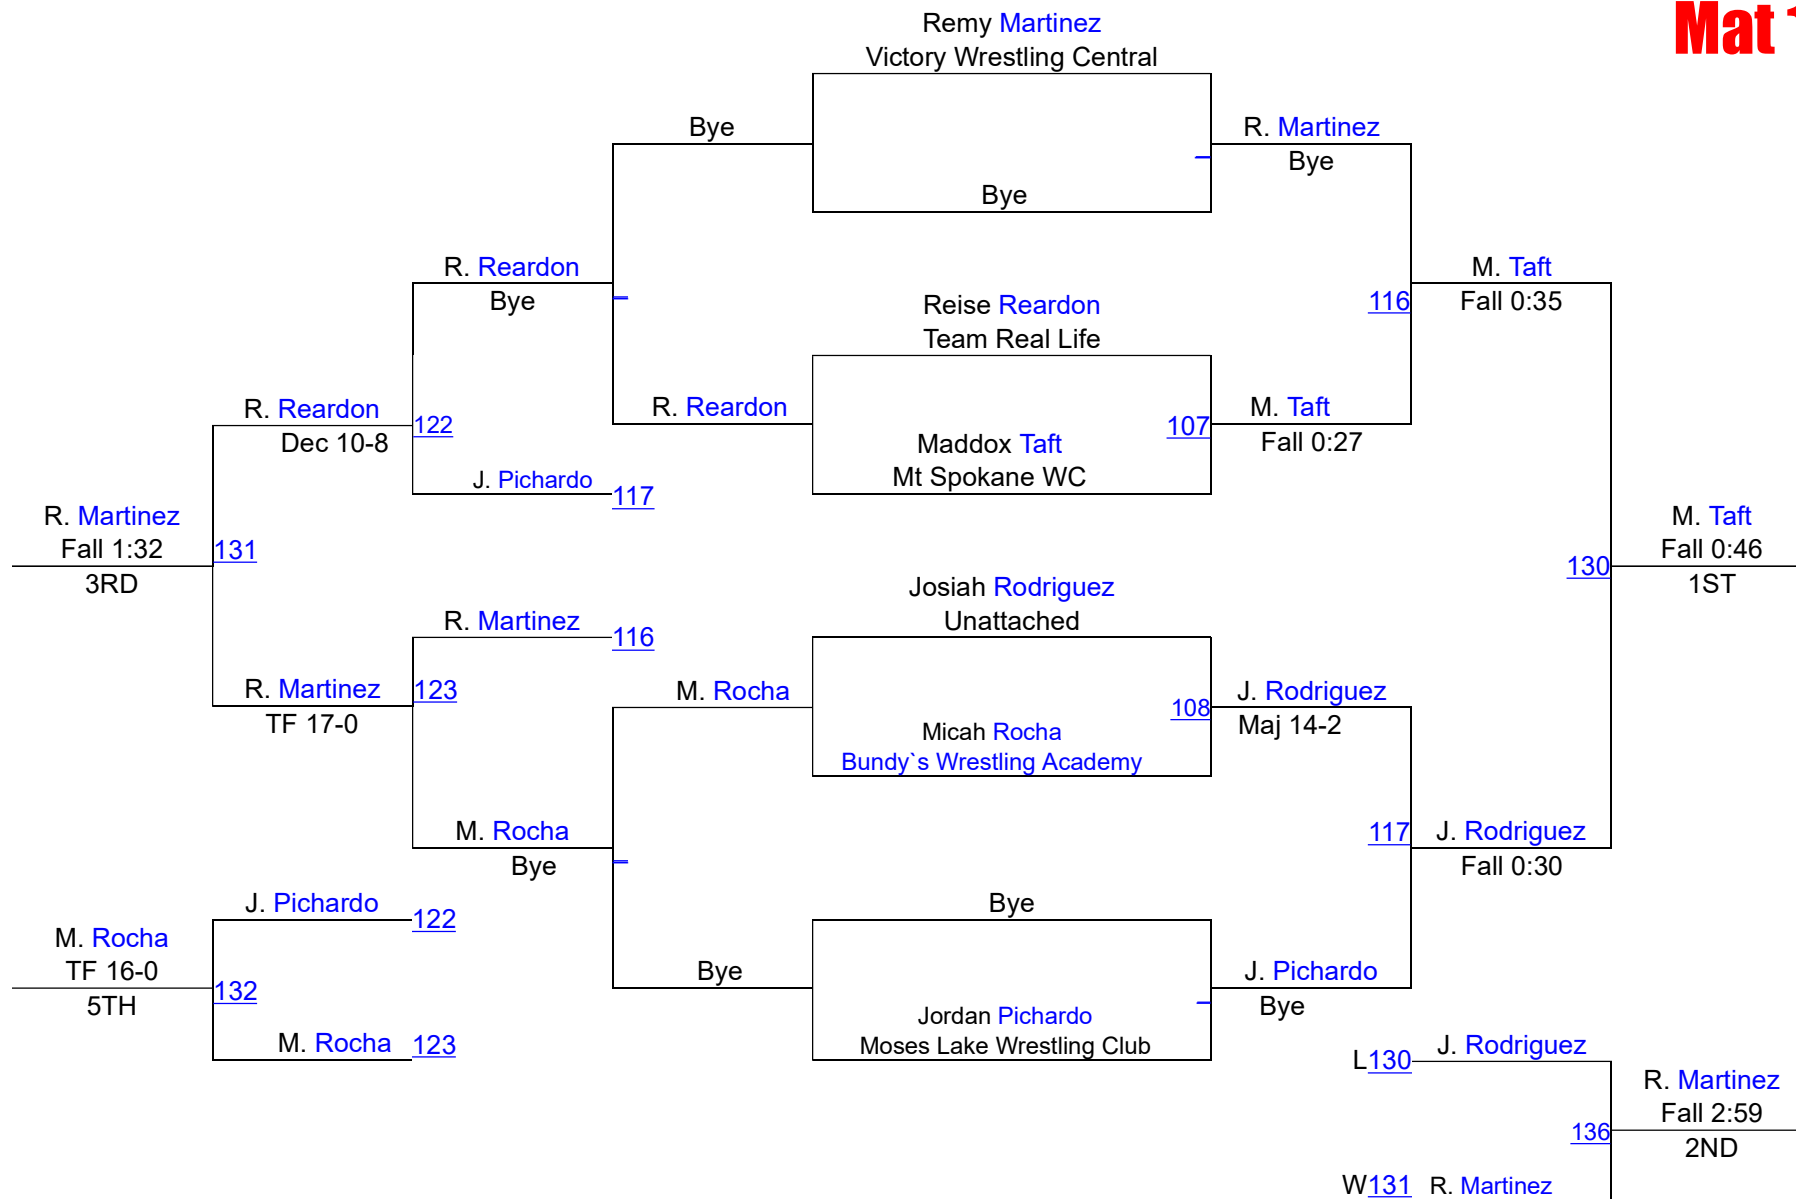 Mat
Remy Martinez
Victory Wrestling Central
Bye
R. Martinez
Bye
Bye
R. Reardon
Bye
M. Taft
Fall 0:35
116
Reise Reardon
Team Real Life
R. Reardon
Dec 10-8
122
R. Reardon
107
M. Taft
Fall 0:27
Maddox Taft
Mt Spokane WC
J. Pichardo
117
R. Martinez
Fall 1:32
3RD
131
M. Taft
Fall 0:46
1ST
130
Josiah Rodriguez
Unattached
R. Martinez
116
R. Martinez
TF 17-0
123
M. Rocha
108
J. Rodriguez
Maj 14-2
Micah Rocha
Bundy`s Wrestling Academy
M. Rocha
Bye
117
J. Rodriguez
Fall 0:30
J. Pichardo
122
Bye
M. Rocha
TF 16-0
5TH
132
Bye
J. Pichardo
Bye
Jordan Pichardo
Moses Lake Wrestling Club
M. Rocha
123
L130
J. Rodriguez
R. Martinez
Fall 2:59
2ND
136
W131
R. Martinez